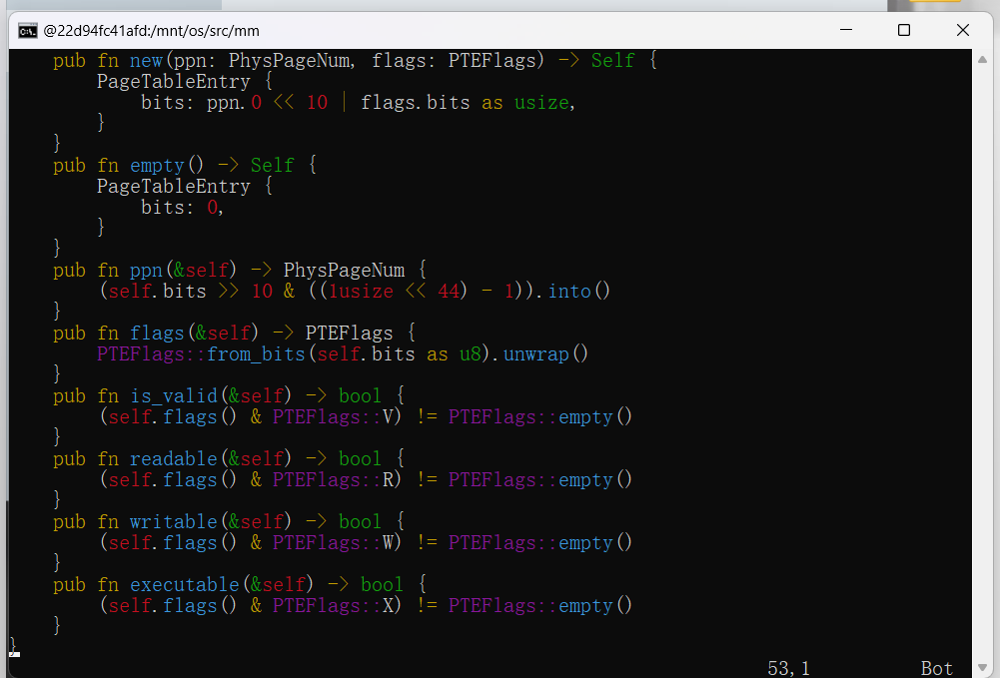 @22d94fc41afd:/mnt/os/src/mm
    pub fn new(ppn: PhysPageNum, flags: PTEFlags) -> Self {
        PageTableEntry {
            bits: ppn.0 << 10 | flags.bits as usize,
        }
    }
    pub fn empty() -> Self {
        PageTableEntry {
            bits: 0,
        }
    }
    pub fn ppn(&self) -> PhysPageNum {
        (self.bits >> 10 & ((1usize << 44) - 1)).into()
    }
    pub fn flags(&self) -> PTEFlags {
        PTEFlags::from_bits(self.bits as u8).unwrap()
    }
    pub fn is_valid(&self) -> bool {
        (self.flags() & PTEFlags::V) != PTEFlags::empty()
    }
    pub fn readable(&self) -> bool {
        (self.flags() & PTEFlags::R) != PTEFlags::empty()
    }
    pub fn writable(&self) -> bool {
        (self.flags() & PTEFlags::W) != PTEFlags::empty()
    }
    pub fn executable(&self) -> bool {
        (self.flags() & PTEFlags::X) != PTEFlags::empty()
    }
}
53,1 Bot